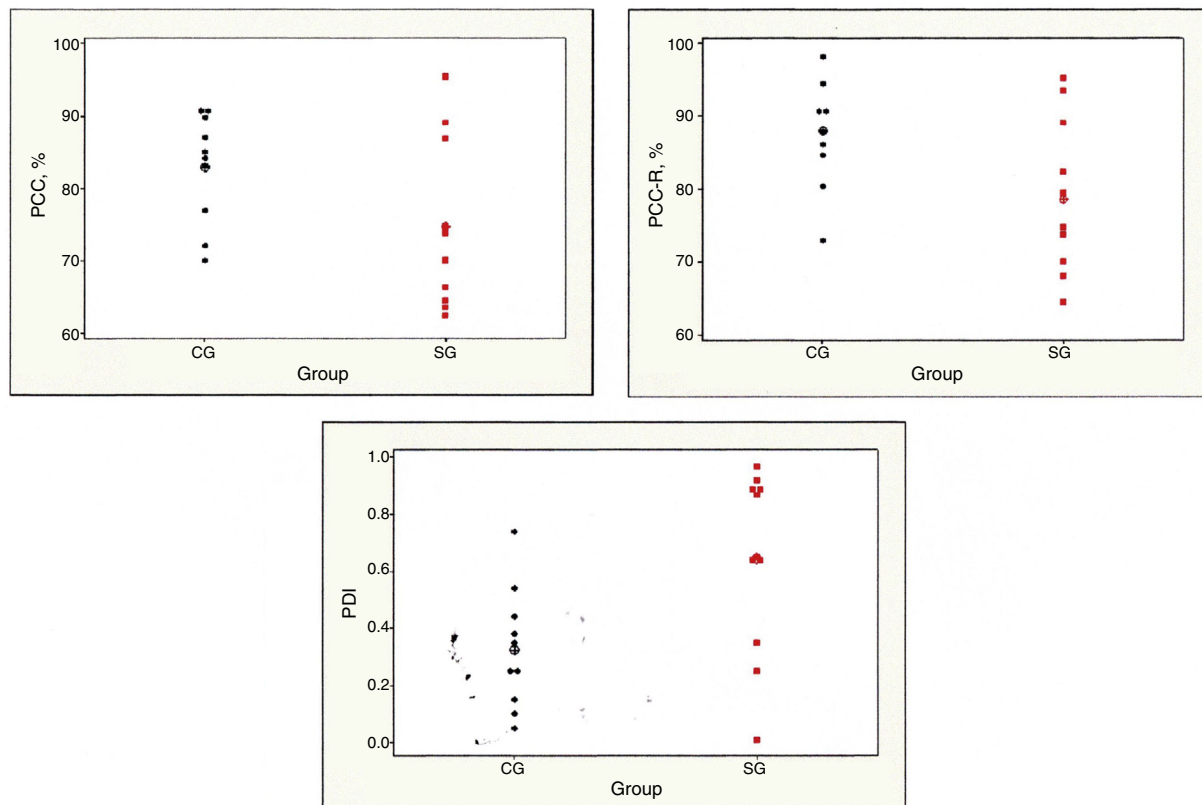 100
90
80
70
60
PCC, %
CG
SG
Group
100
90
80
70
60
PCC-R, %
CG
SG
Group
1.0
0.8
0.6
0.4
0.2
0.0
PDI
CG
SG
Group